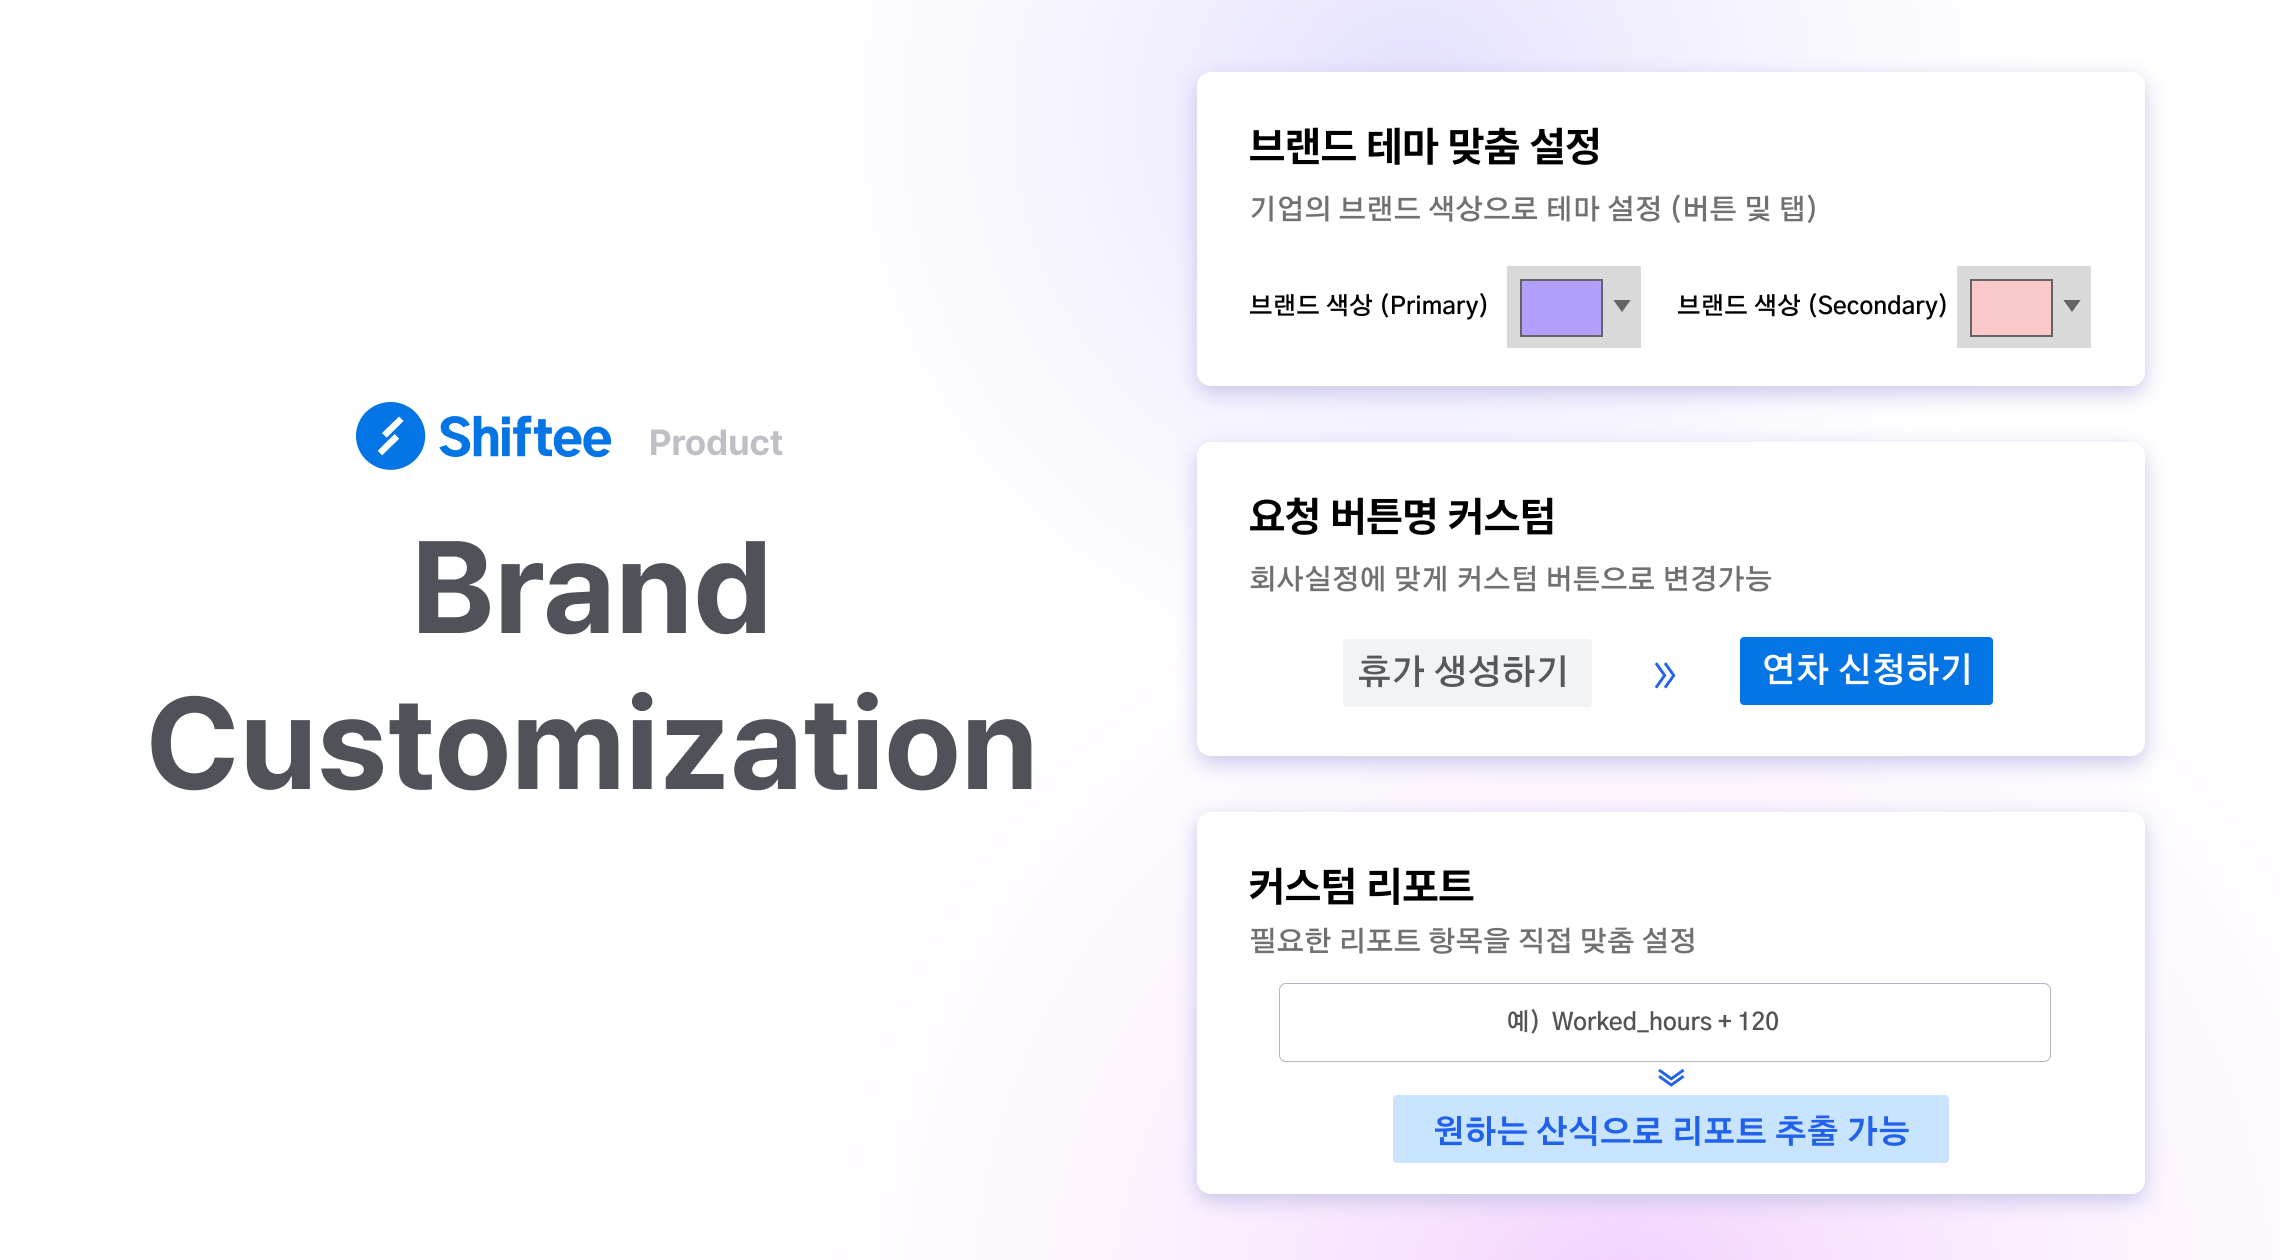 Shiftee Product
Brand
Customization
브랜드 테마 맞춤 설정
기업의 브랜드 색상으로 테마 설정 (버튼 및 탭)
브랜드 색상 (Primary) 브랜드 색상 (Secondary)
요청 버튼명 커스텀
회사실정에 맞게 커스텀 버튼으로 변경가능
휴가 생성하기 » 연차 신청하기
커스텀 리포트
필요한 리포트 항목을 직접 맞춤 설정
예) Worked_hours + 120
원하는 산식으로 리포트 추출 가능